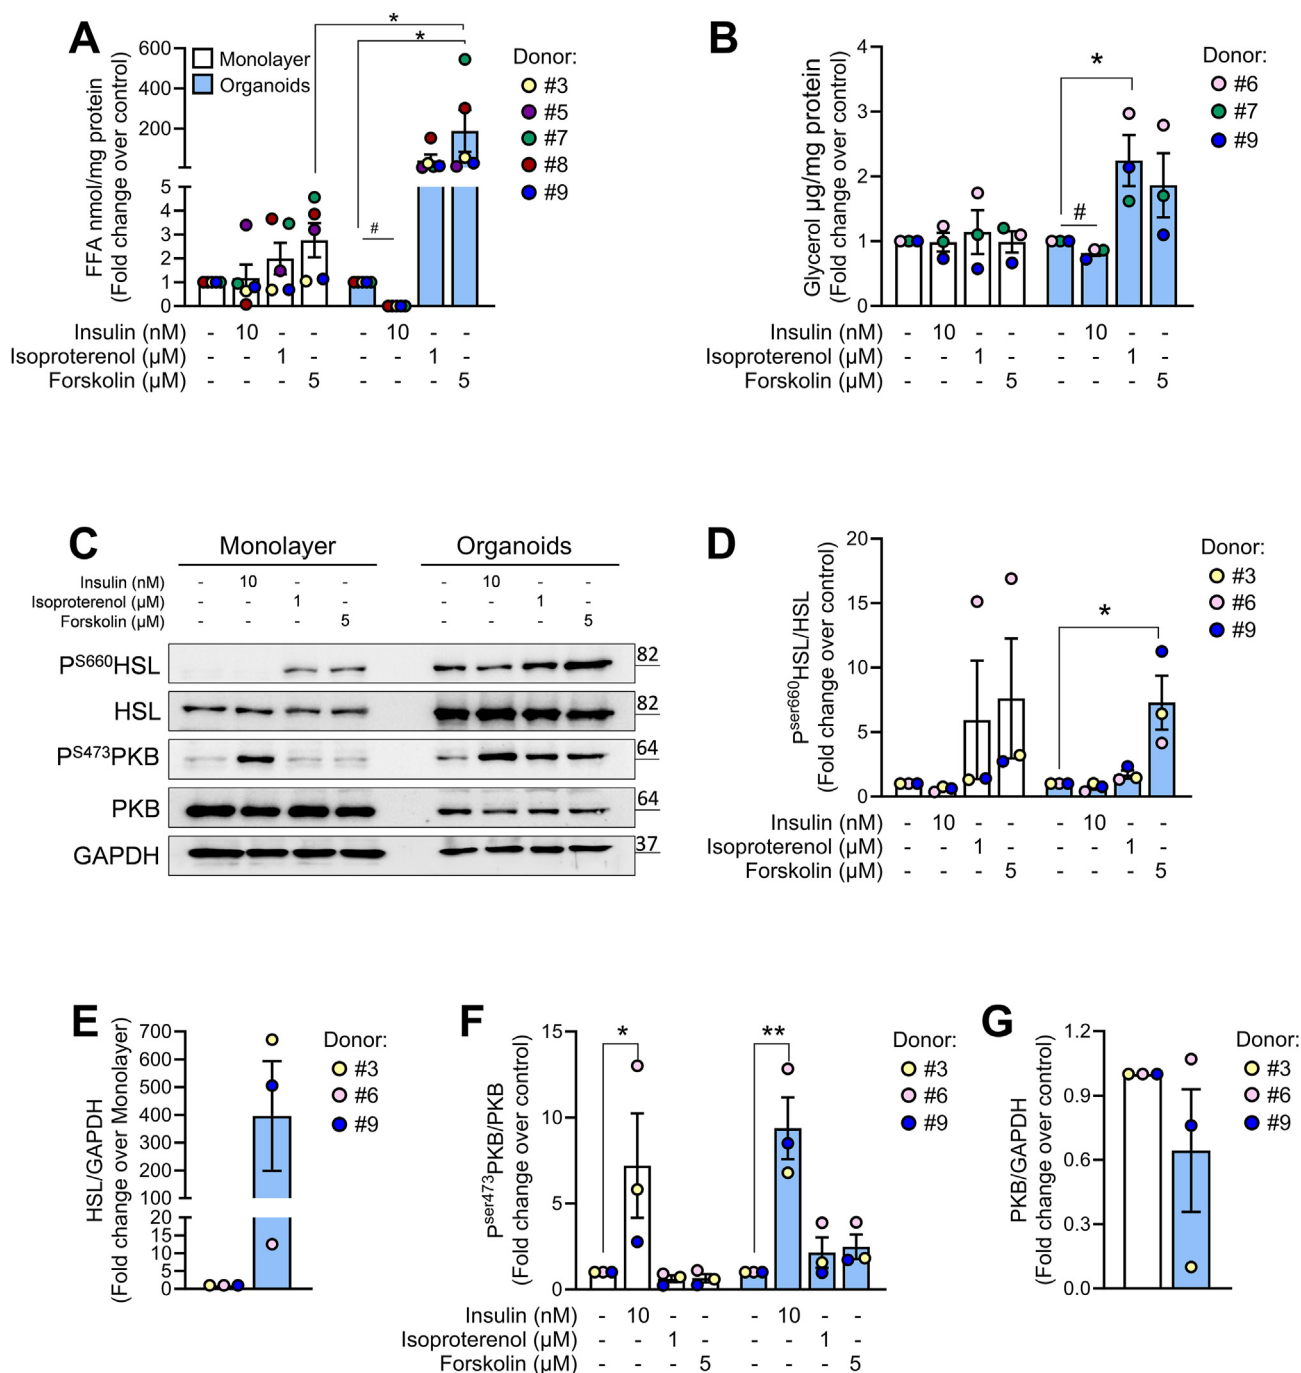 A
FFA nmol/mg protein
(Fold change over control)
600
400
200
5
4
3
2
1
0
Monolayer
Organoids
*
*
#
Donor:
#3
#5
#7
#8
#9
Insulin (nM) - 10 - - - 10 - -
Isoproterenol (µM) - - 1 - - - 1 -
Forskolin (µM) - - - 5 - - - 5
B
Glycerol µg/mg protein
(Fold change over control)
4
3
2
1
0
*
#
Donor:
#6
#7
#9
Insulin (nM) - 10 - - - 10 - -
Isoproterenol (µM) - - 1 - - - 1 -
Forskolin (µM) - - - 5 - - - 5
C
Monolayer Organoids
Insulin (nM) - 10 - - - 10 - -
Isoproterenol (µM) - - 1 - - - 1 -
Forskolin (µM) - - - 5 - - - 5
PS660HSL 82
HSL 82
PS473PKB 64
PKB 64
GAPDH 37
D
Pser660HSL/HSL
(Fold change over control)
20
15
10
5
0
*
Donor:
#3
#6
#9
Insulin (nM) - 10 - - - 10 - -
Isoproterenol (µM) - - 1 - - - 1 -
Forskolin (µM) - - - 5 - - - 5
E
HSL/GAPDH
(Fold change over Monolayer)
700
600
500
400
300
200
100
20
15
10
5
0
Donor:
#3
#6
#9
F
Pser473PKB/PKB
(Fold change over control)
15
10
5
0
*
**
Donor:
#3
#6
#9
Insulin (nM) - 10 - - - 10 - -
Isoproterenol (µM) - - 1 - - - 1 -
Forskolin (µM) - - - 5 - - - 5
G
PKB/GAPDH
(Fold change over control)
1.2
0.9
0.6
0.3
0.0
Donor:
#3
#6
#9